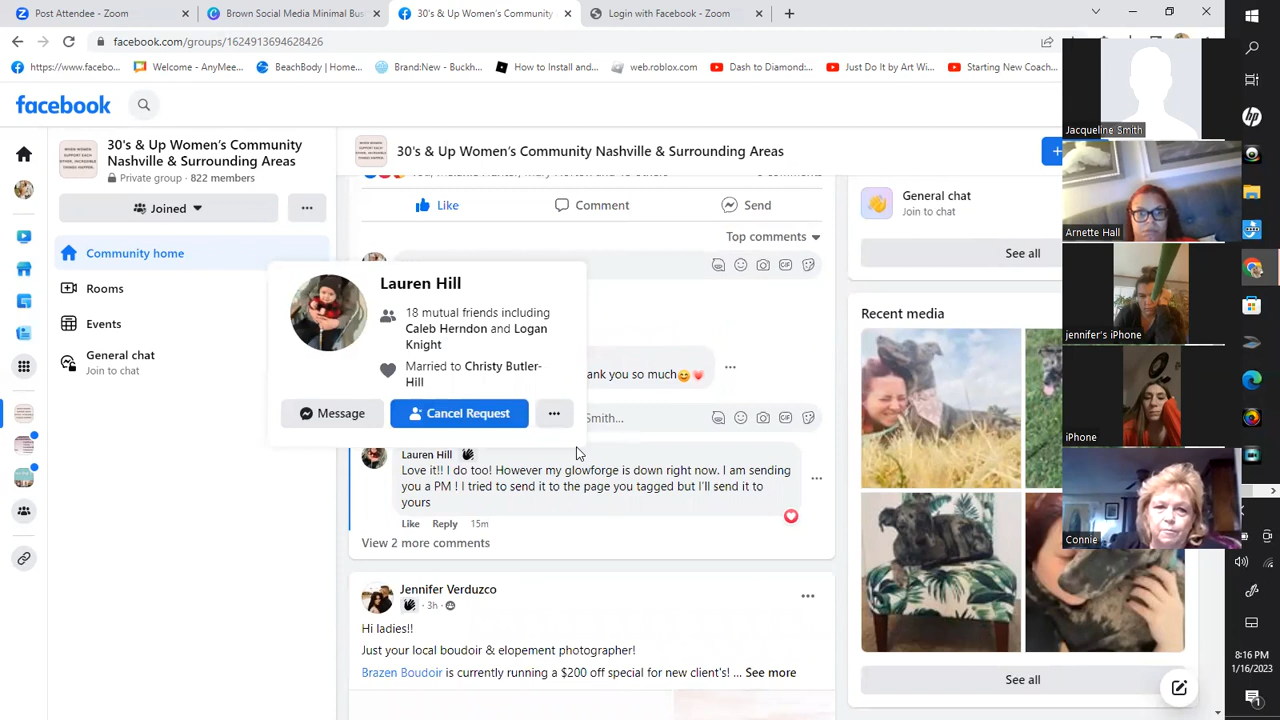 Post Attendee - Zoom
Brown Social Media Minimal Bus
30's & Up Women's Community
Login with Facebook - Zoom
facebook.com/groups/1624913694628426
https://www.facebo...
Welcome - AnyMee...
BeachBody | Home...
Brand:New - Buckh...
How to Install and...
web.roblox.com
Dash to Diamond:...
Just Do it by Art Wi...
Starting New Coach...
facebook
30's & Up Women's Community
Nashville & Surrounding Areas
Private group · 822 members
Joined
Community home
Rooms
Events
General chat
Join to chat
30's & Up Women's Community Nashville & Surrounding Areas
Like
Comment
Send
Top comments
Lauren Hill
18 mutual friends including
Caleb Herndon and Logan
Knight
Married to Christy Butler-
Hill
Message
Cancel Request
ank you so much
Smith...
Lauren Hill
Love it!! I do too! However my glowforge is down right now. I am sending
you a PM ! I tried to send it to the page you tagged but I'll send it to
yours
Like Reply 15m
View 2 more comments
Jennifer Verduzco
3h
Hi ladies!!
Just your local boudoir & elopement photographer!
Brazen Boudoir is currently running a $200 off special for new client's! ... See more
General chat
Join to chat
See all
Recent media
See all
Jacqueline Smith
Arnette Hall
jennifer's iPhone
iPhone
Connie
8:16 PM
1/16/2023